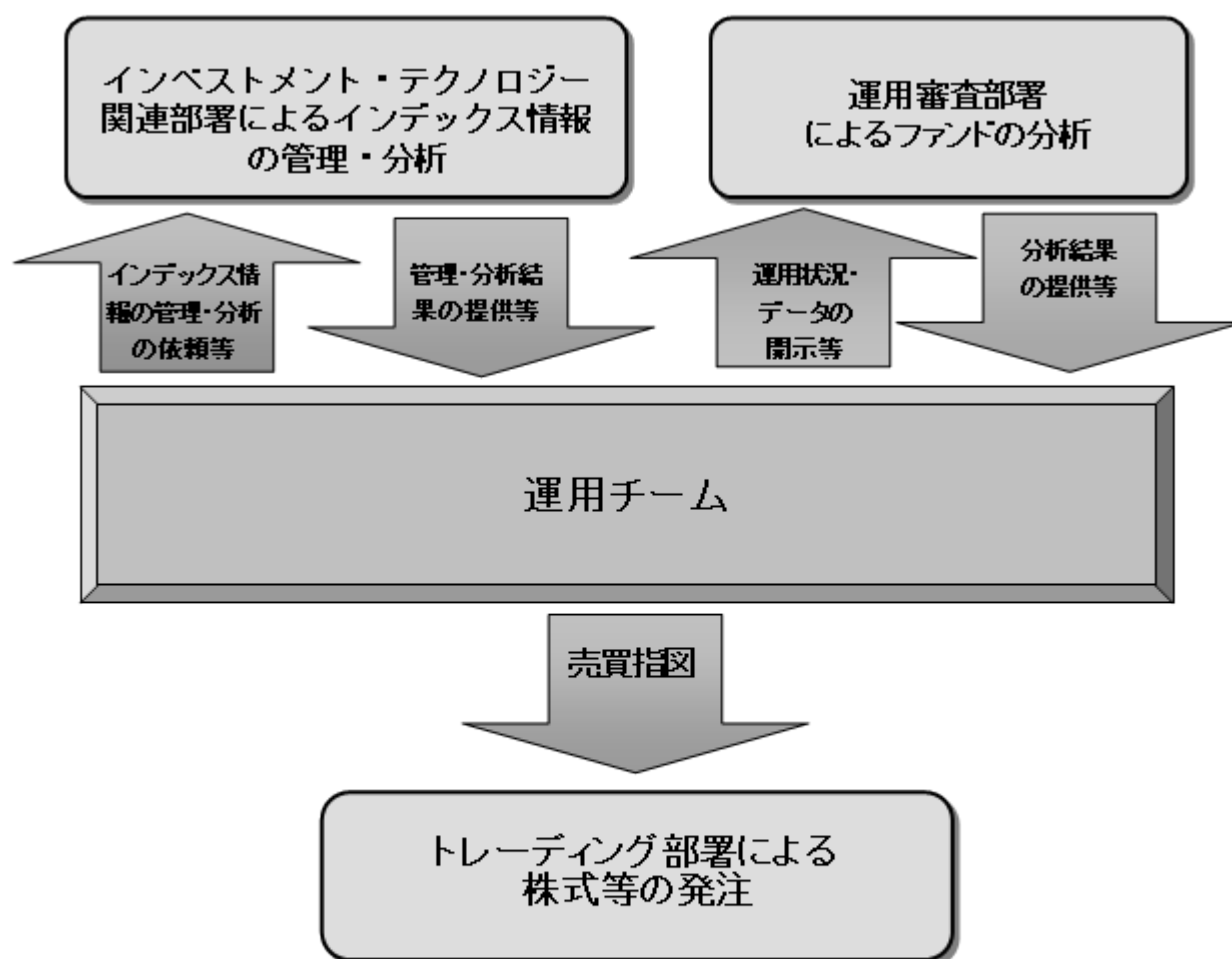 インベストメント・テクノロジー
関連部署によるインデックス情報
の管理・分析
運用審査部署
によるファンドの分析
インデックス情
報の管理・分析
の依頼等
管理・分析結
果の提供等
運用状況・
データの
開示等
分析結果
の提供等
運用チーム
売買指図
トレーディング部署による
株式等の発注